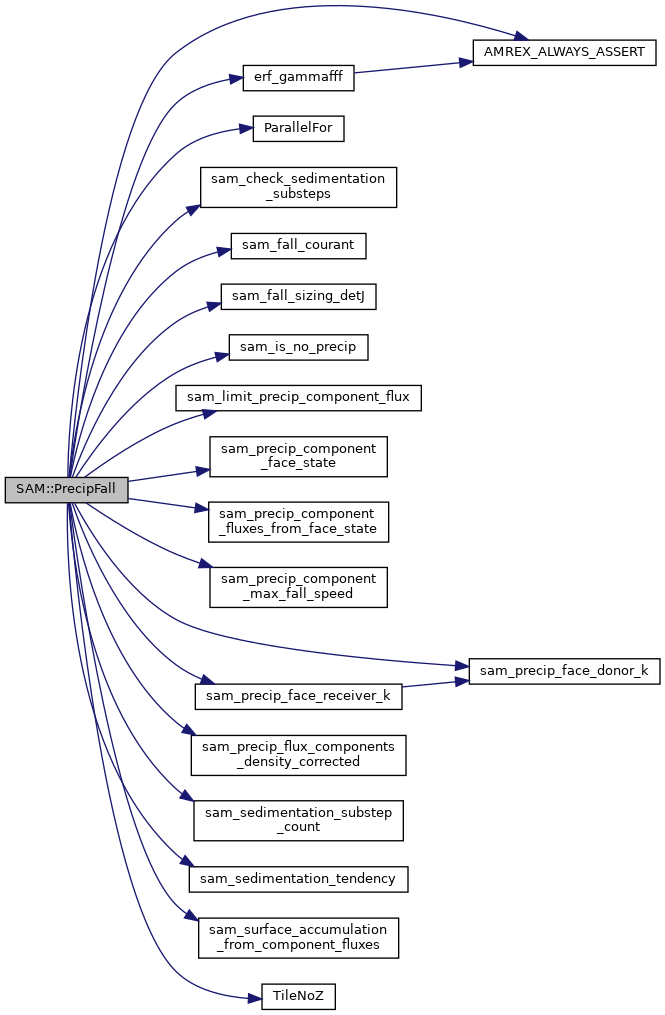 AMREX_ALWAYS_ASSERT
erf_gammafff
ParallelFor
sam_check_sedimentation
_substeps
sam_fall_courant
sam_fall_sizing_detJ
sam_is_no_precip
sam_limit_precip_component_flux
sam_precip_component
_face_state
SAM::PrecipFall
sam_precip_component
_fluxes_from_face_state
sam_precip_component
_max_fall_speed
sam_precip_face_donor_k
sam_precip_face_receiver_k
sam_precip_flux_components
_density_corrected
sam_sedimentation_substep
_count
sam_sedimentation_tendency
sam_surface_accumulation
_from_component_fluxes
TileNoZ